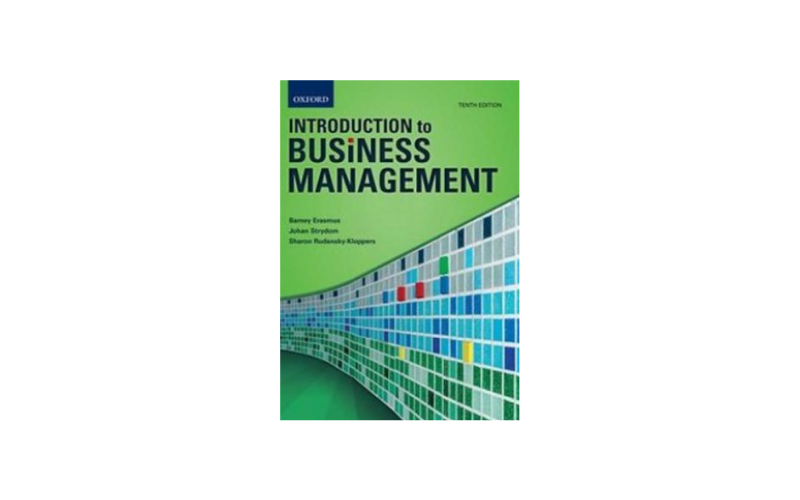 OXFORD
TENTH EDITION
INTRODUCTION to
BUSiNESS
MANAGEMENT
Barney Erasmus
Johan Strydom
Sharon Rudansky-Kloppers